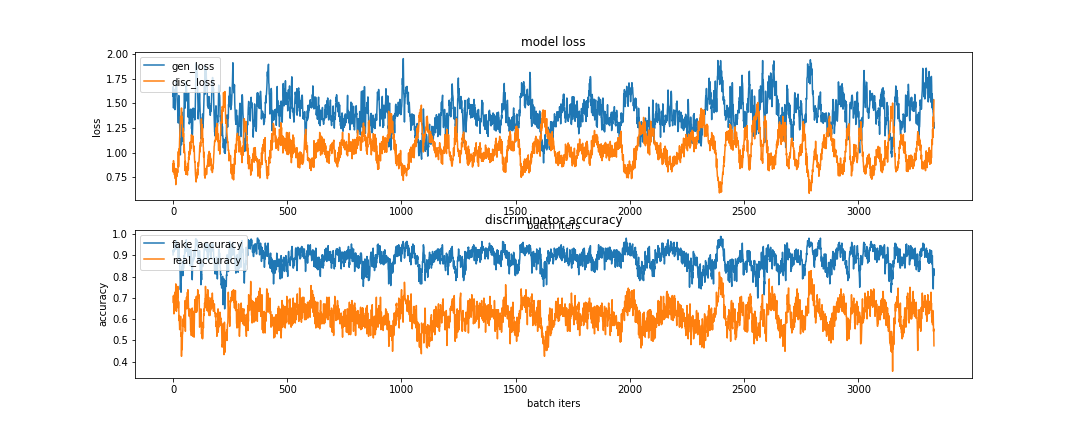 model loss
2.00
1.75
1.50
1.25
1.00
0.75
loss
gen_loss
disc_loss
0 500 1000 1500 2000 2500 3000
batch iters
discriminator accuracy
1.0
0.9
0.8
0.7
0.6
0.5
0.4
accuracy
fake_accuracy
real_accuracy
0 500 1000 1500 2000 2500 3000
batch iters